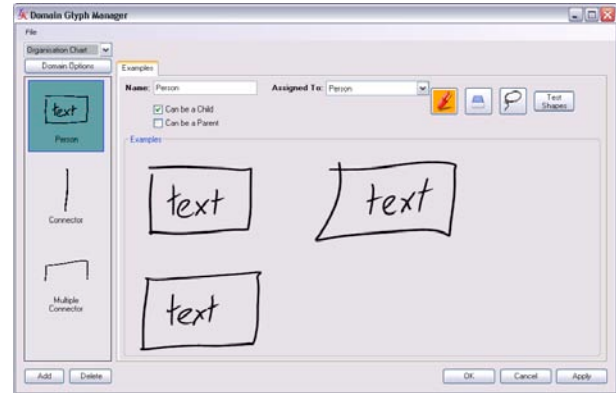 Domain Glyph Manager
File
Organisation Chart
Domain Options
text
Person
Connector
Multiple
Connector
Add Delete
Examples
Name: Person Assigned To: Person
Can be a Child
Can be a Parent
Test
Shapes
Examples
text text
text
OK Cancel Apply